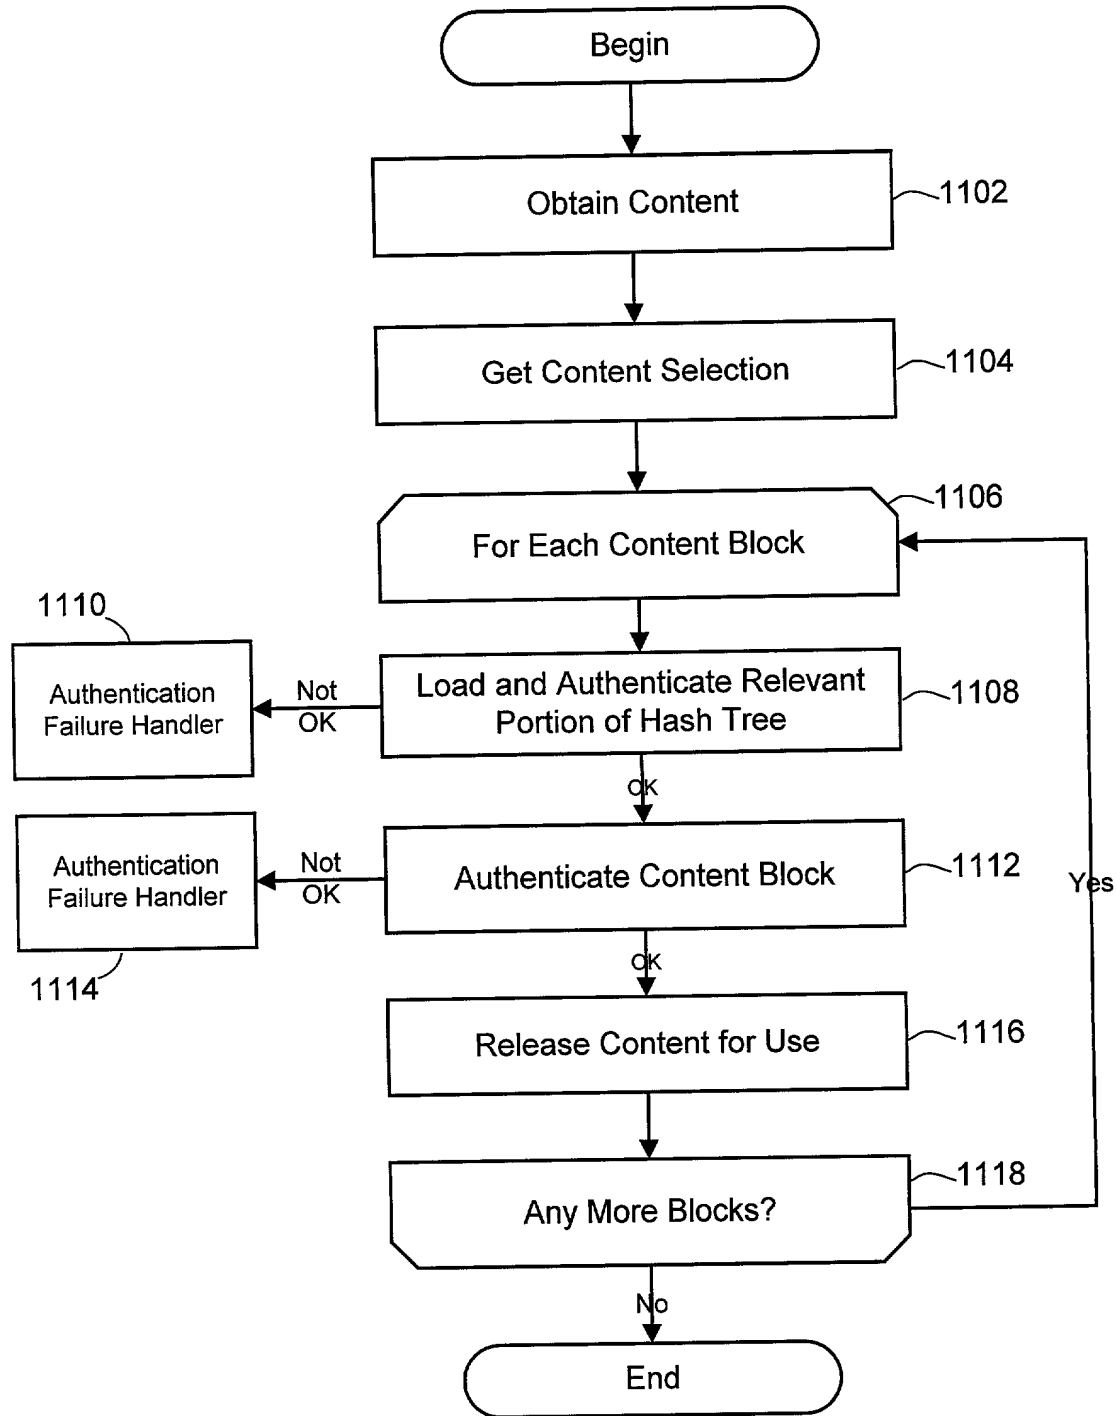 Begin
Obtain Content
1102
Get Content Selection
1104
1106
For Each Content Block
1110
Authentication
Failure Handler
Not
OK
Load and Authenticate Relevant
Portion of Hash Tree
1108
OK
Authentication
Failure Handler
1114
Not
OK
Authenticate Content Block
1112
Yes
OK
Release Content for Use
1116
Any More Blocks?
1118
No
End